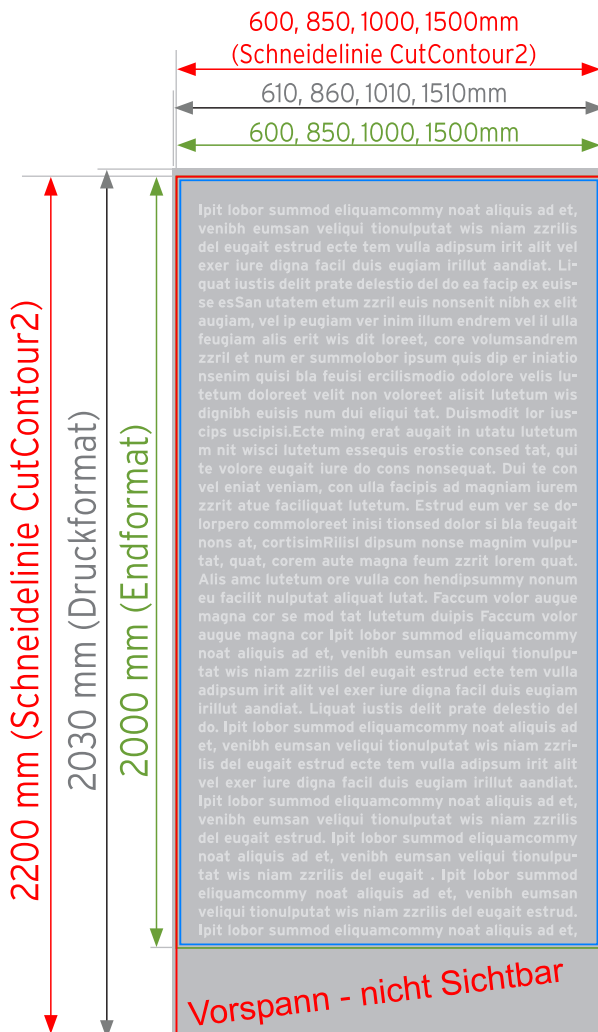 600, 850, 1000, 1500mm
(Schneidelinie CutContour2)
610, 860, 1010, 1510mm
600, 850, 1000, 1500mm
2200 mm (Schneidelinie CutContour2)
2030 mm (Druckformat)
2000 mm (Endformat)
Ipit lobor summod eliquamcommy noat aliquis ad et,
venibh eumsan veliqui tionulputat wis niam zzrilis
del eugait estrud ecte tem vulla adipsum irit alit vel
exer iure digna facil duis eugiam irillut aandiat. Li-
quat iustis delit prate delestio del do ea facip ex euis-
se esSan utatem etum zzril euis nonsenit nibh ex elit
augiam, vel ip eugiam ver inim illum andrem vel il ulla
feugiam alis erit wis dit loreet, core volumsandrem
zzril et num er summolobor ipsum quis dip er iniatio
nsenim quisi bla feuisi ercilismodio odolore velis lu-
tetum doloreet velit non voloreet diisit lutetum wis
dignibh euisis num dui eliqui tat. Duismodit lor ius-
cips uscipisi.Ecte ming erat augait la utatu lutetum
m nit wisci lutetum essequis erostie consed tat, qu
te volore eugait iure do cons nonsequat. Dui te co
vel eniat veniam, con ulla facipis ad magniam iure
zzrit atue faciliquat lutetum. Estrud eum ver se do
lorpero commoloreet inisi tionsed do er si bla feugait
nons at, cortisimRilisl dipsum nonse magnim vulpu-
tat, quat, corem aute magna feum zzrit lorem quat.
Alis amc lutetum ore vulla con hendipsummy nonum
eu facilit nulputat aliquat lutat. Faccum volor augue
magna cor se mod tat lutetum dulpis Faccum volor
augue magna cor Ipit lobor summod eliquamcommy
noat aliquis ad et, venibh eumsan veliqui tionulpu-
tat wis niam zzrilis del eugait estrud ecte tem vulla
adipsum irit alit vel exer iure digna facil duis eugiam
irillut aandiat. Liquat iustis delit prate delestio del
do. Ipit lobor summod eliquamcommy noat aliquis ad
et, venibh eumsan veliqui tionulputat wis niam zzri-
lis del eugait estrud ecte tem vulla adipsum irit alit
vel exer iure digna facil duis eugiam irillut aandiat.
Ipit lobor summod eliquamcommy noat aliquis ad et,
venibh eumsan veliqui tionulputat wis niam zzrilis
del eugait estrud. Ipit lobor summod eliquamcommy
noat aliquis ad et, venibh eumsan veliqui tionulpu-
tat wis niam zzrilis del eugait . Ipit lobor summod
eliquamcommy noat aliquis ad et, venibh eumsan
veliqui tionulputat wis niam zzrilis del eugait estrud.
Ipit lobor summod eliquamcommy noat aliquis ad et,
Vorspann - nicht Sichtbar